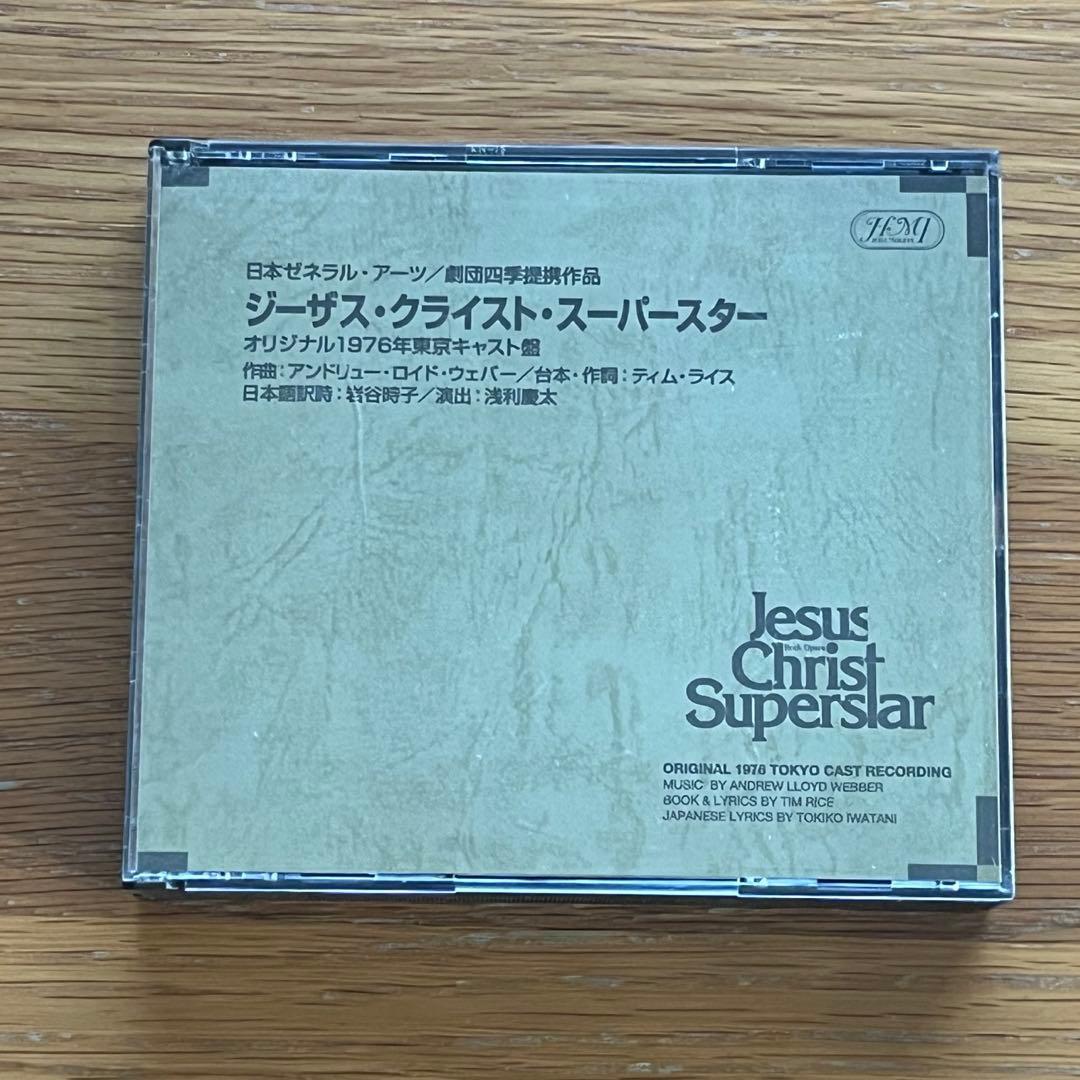 HMI
日本ゼネラル・アーツ／劇団四季提携作品
ジーザス・クライスト・スーパースター
オリジナル1976年東京キャスト盤
作曲：アンドリュー・ロイド・ウェバー／台本・作詞：ティム・ライス
日本語訳詩：岩谷時子／演出：浅利慶太
Jesus
Rock Opera
Christ
Superstar
ORIGINAL 1976 TOKYO CAST RECORDING
MUSIC BY ANDREW LLOYD WEBBER
BOOK & LYRICS BY TIM RICE
JAPANESE LYRICS BY TOKIKO IWATANI